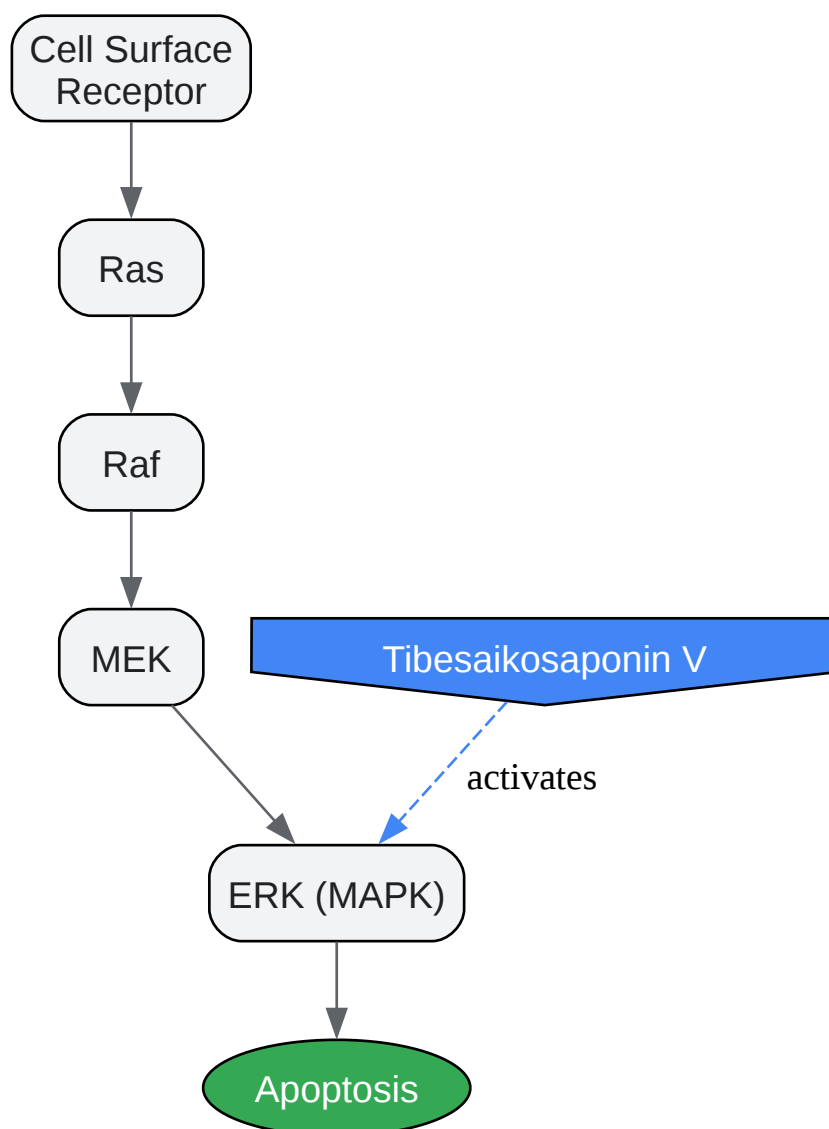 Cell Surface
Receptor
Ras
Raf
MEK
Tibesaikosaponin V
activates
ERK (MAPK)
Apoptosis